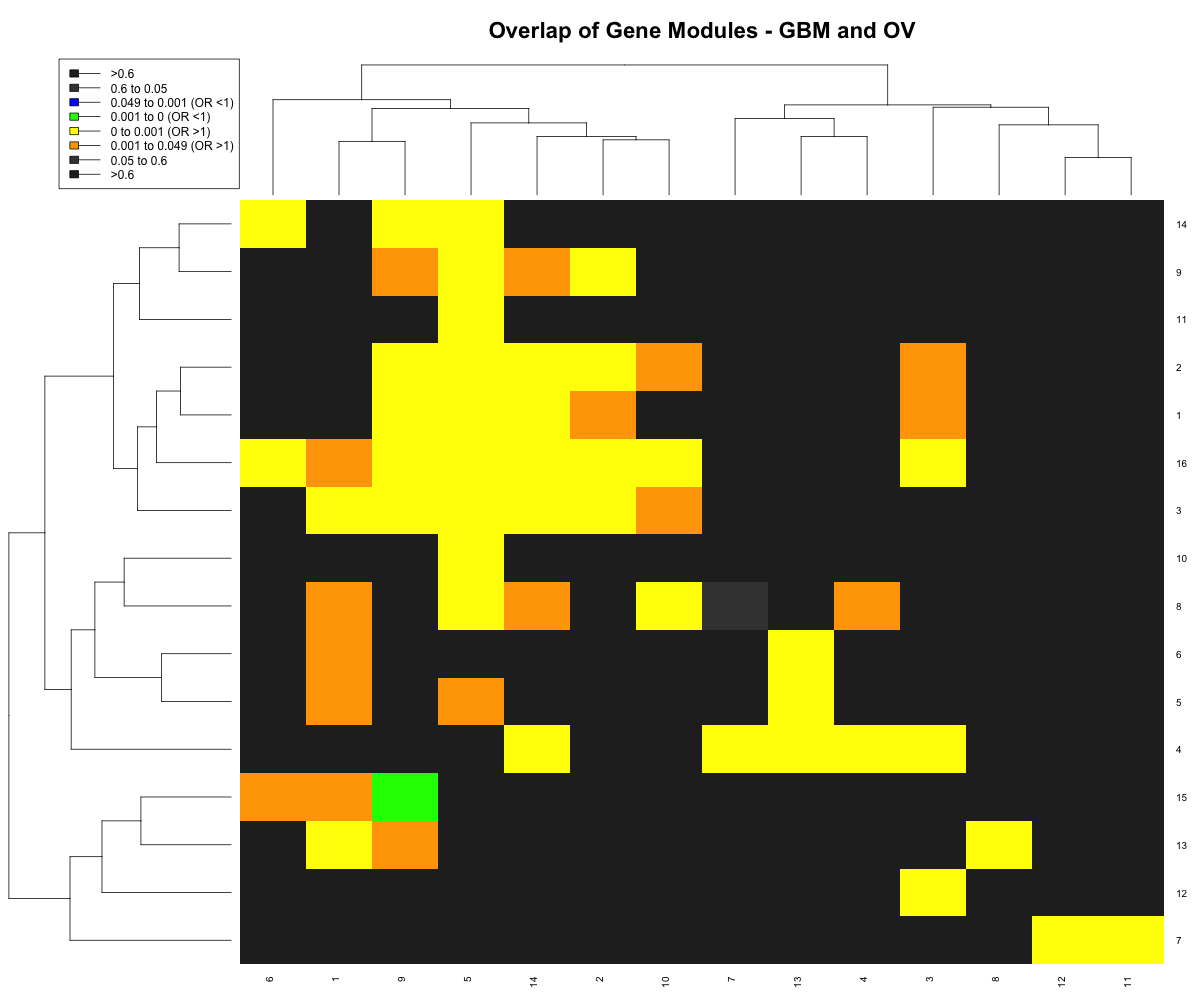 Overlap of Gene Modules - GBM and OV
>0.6
0.6 to 0.05
0.049 to 0.001 (OR <1)
0.001 to 0 (OR <1)
0 to 0.001 (OR >1)
0.001 to 0.049 (OR >1)
0.05 to 0.6
>0.6
14
9
11
2
1
16
3
10
8
6
5
4
15
13
12
7
6 1 9 5 14 2 10 7 13 4 3 8 12 11